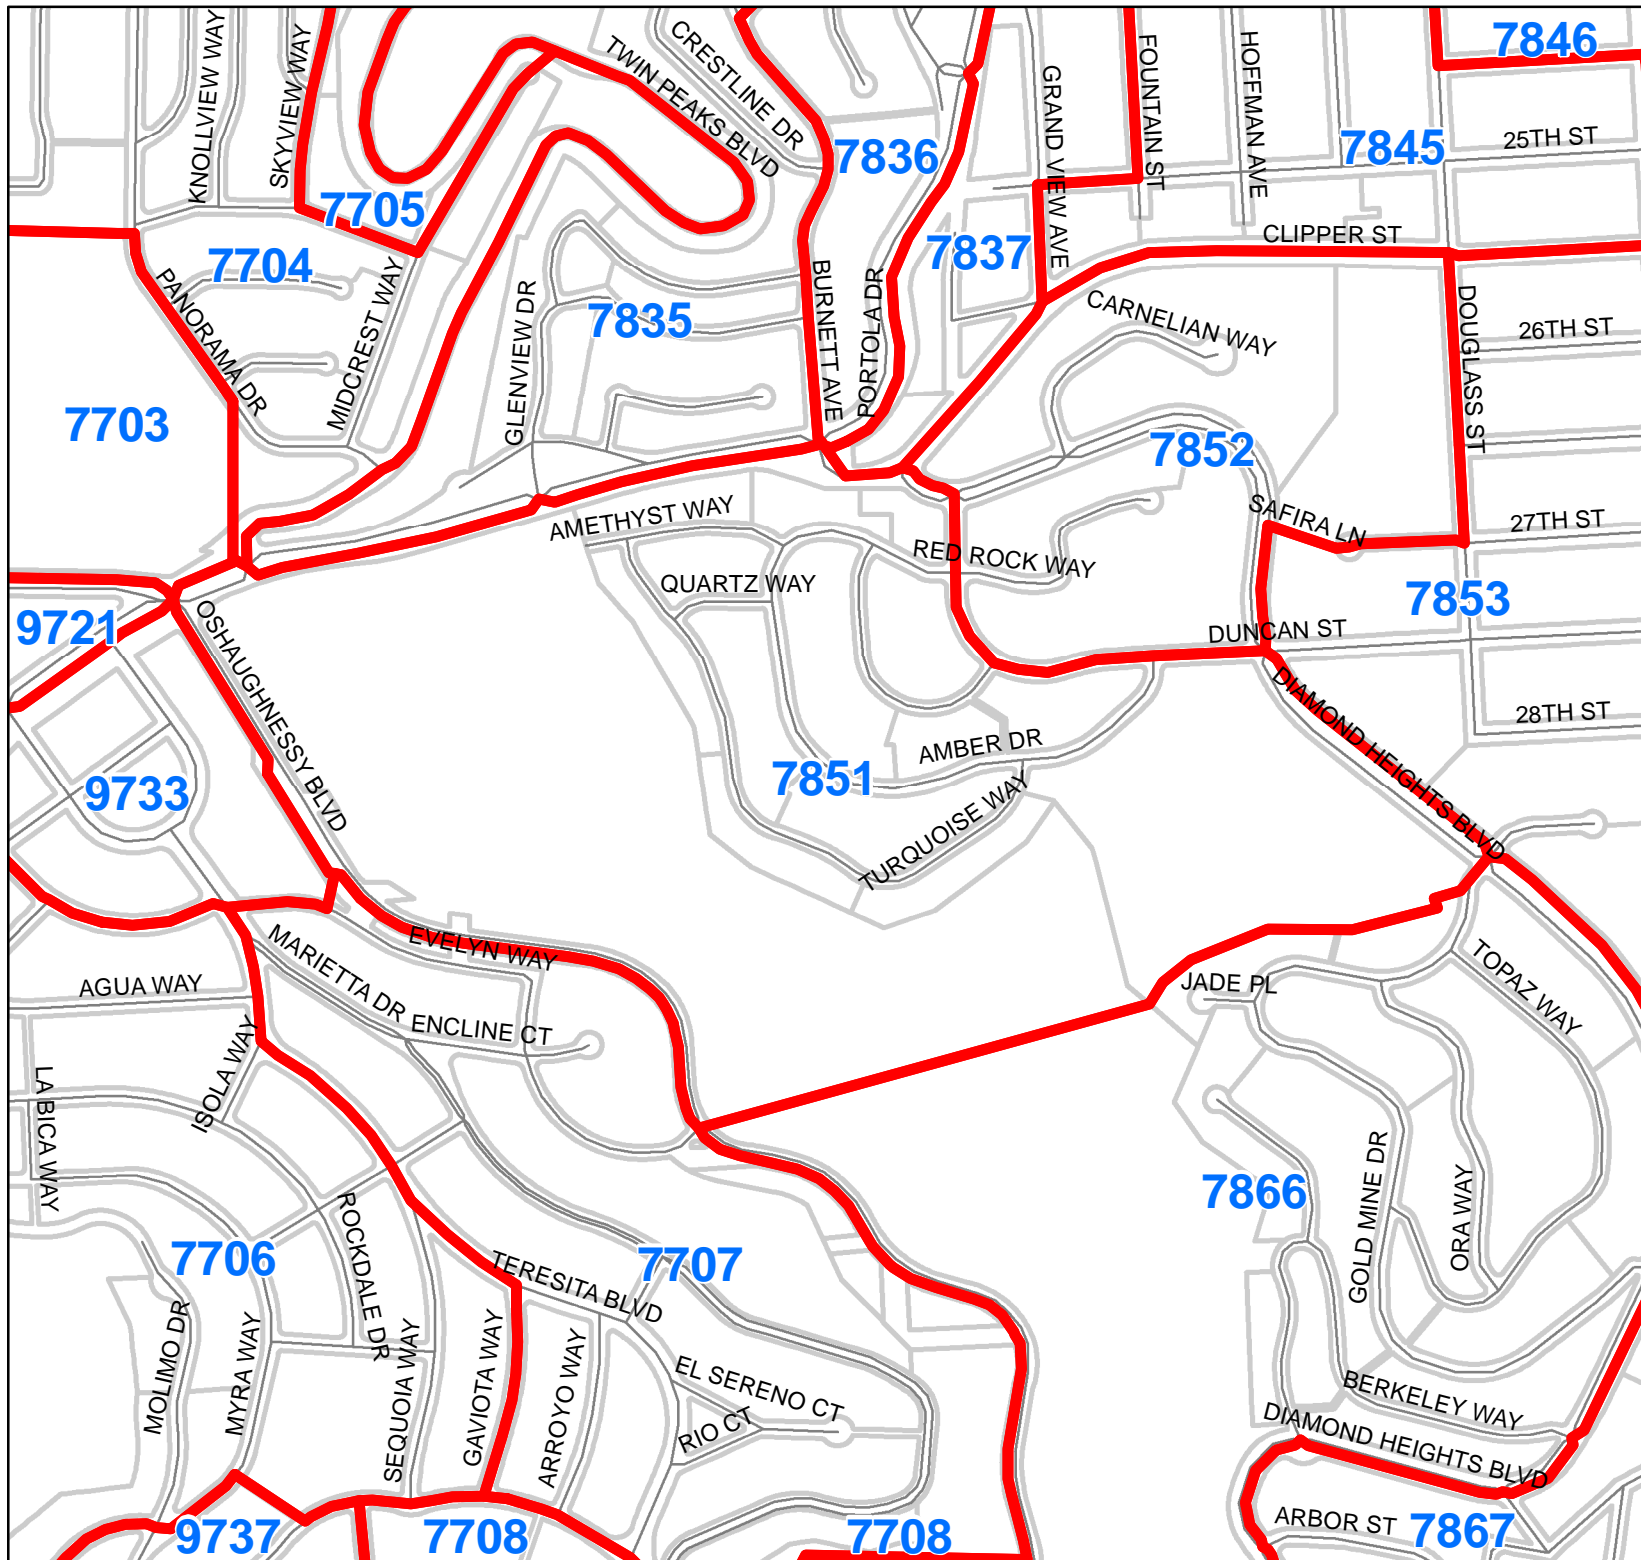 KNOLLVIEW WAY
SKYVIEW WAY
TWIN PEAKS BLVD
CRESTLINE DR
GRAND VIEW AVE
FOUNTAIN ST
HOFFMAN AVE
7846
7836
7845
25TH ST
7705
7704
7837
CLIPPER ST
PANORAMA DR
MIDCREST WAY
GLENVIEW DR
7835
BURNETT AVE
PORTOLA DR
CARNELIAN WAY
DOUGLASS ST
26TH ST
7703
7852
AMETHYST WAY
SAFIRA LN
27TH ST
RED ROCK WAY
QUARTZ WAY
7853
9721
OSHAUGHNESSY BLVD
DUNCAN ST
DIAMOND HEIGHTS BLVD
28TH ST
9733
7851
AMBER DR
TURQUOISE WAY
EVELYN WAY
MARIETTA DR
AGUA WAY
ENCLINE CT
JADE PL
TOPAZ WAY
ISOLA WAY
LABICA WAY
7866
GOLD MINE DR
ORA WAY
7706
ROCKDALE DR
7707
TERESITA BLVD
MOLIMO DR
MYRA WAY
SEQUOIA WAY
GAVIOTA WAY
ARROYO WAY
EL SERENO CT
RIO CT
BERKELEY WAY
DIAMOND HEIGHTS BLVD
9737
7708
7708
ARBOR ST
7867